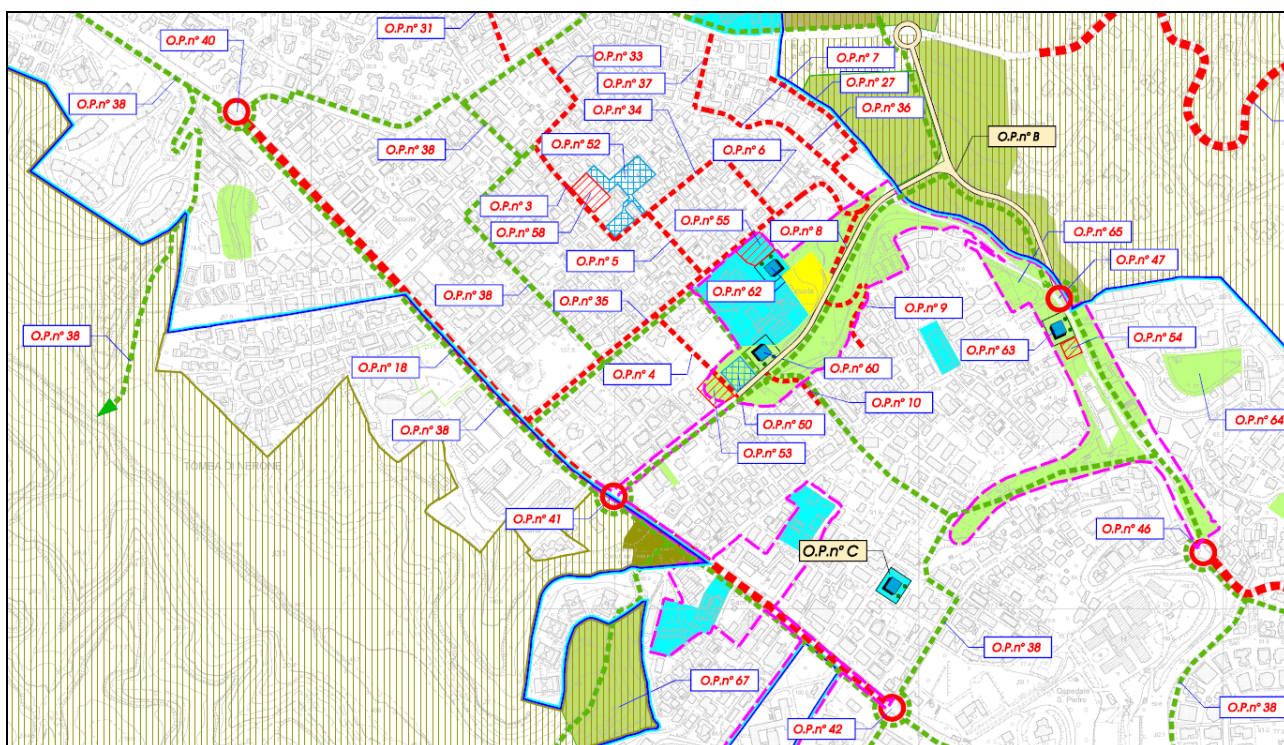 O.P.n° 31
O.P.n° 40
O.P.n° 33
O.P.n° 7
O.P.n° 37
O.P.n° 27
O.P.n° 38
O.P.n° 34
O.P.n° 36
O.P.n° B
O.P.n° 38
O.P.n° 52
O.P.n° 6
O.P.n° 3
O.P.n° 55
O.P.n° 58
O.P.n° 8
O.P.n° 65
O.P.n° 5
O.P.n° 47
O.P.n° 38
O.P.n° 35
O.P.n° 62
O.P.n° 9
O.P.n° 38
O.P.n° 63
O.P.n° 54
O.P.n° 18
O.P.n° 4
O.P.n° 60
O.P.n° 10
O.P.n° 64
O.P.n° 38
O.P.n° 50
O.P.n° 53
TOMBA DI NERONE
O.P.n° 41
O.P.n° 46
O.P.n° C
O.P.n° 38
O.P.n° 67
Ospedale
S. Pietro
O.P.n° 38
O.P.n° 42